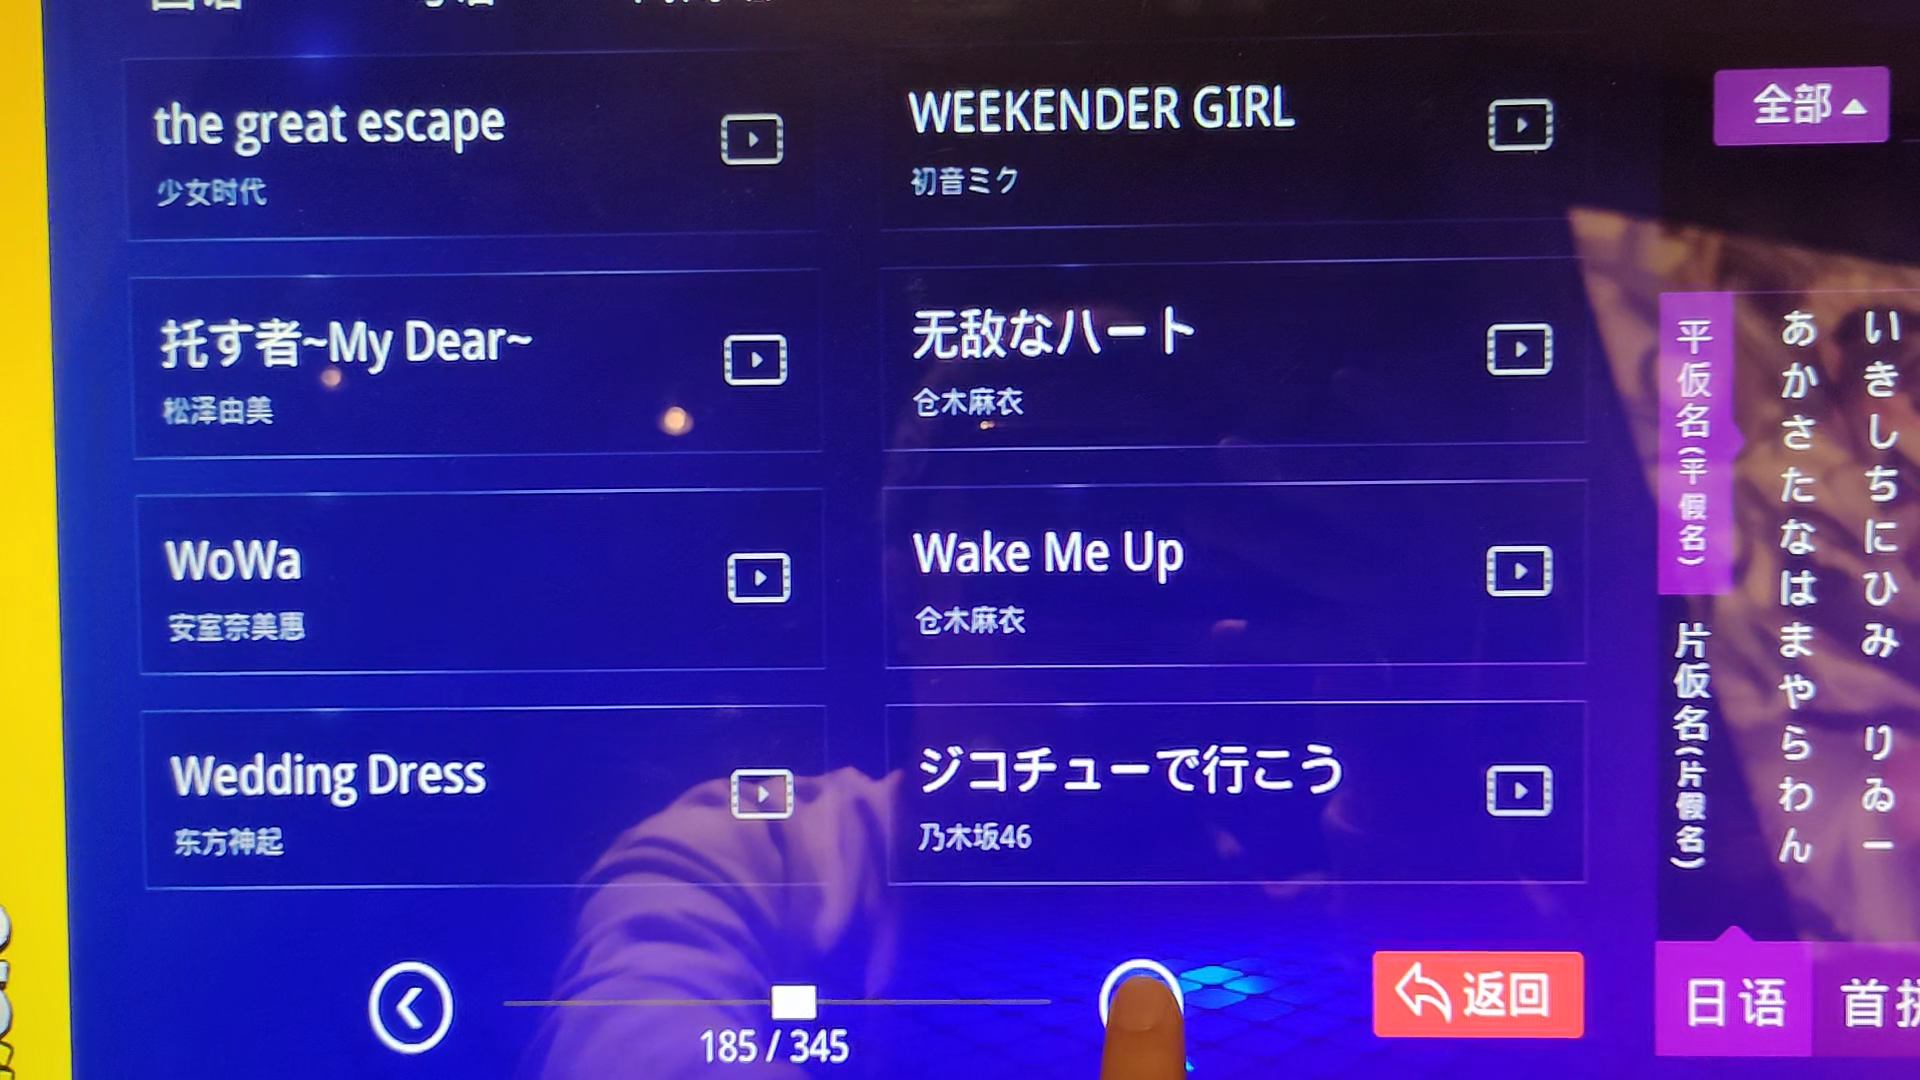 the great escape
少女时代
WEEKENDER GIRL
初音ミク
托す者~My Dear~
松泽由美
无敌なハート
仓木麻衣
WoWa
安室奈美惠
Wake Me Up
仓木麻衣
Wedding Dress
东方神起
ジコチューで行こう
乃木坂46
185 / 345
返回
全部
平仮名(平假名)
片仮名(片假名)
あかさたなはまやらわん
いきしちにひみ りゐー
日语
首